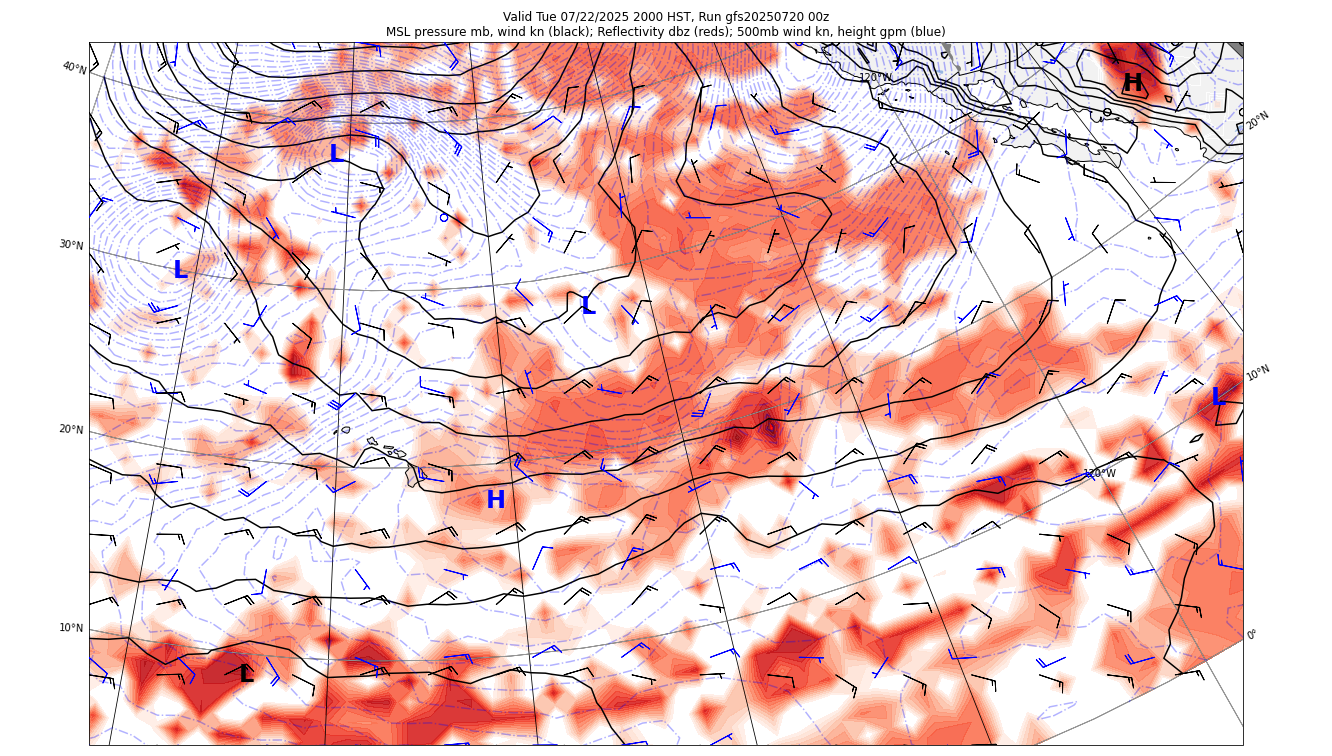 Valid Tue 07/22/2025 2000 HST, Run gfs20250720 00z
MSL pressure mb, wind kn (black); Reflectivity dbz (reds); 500mb wind kn, height gpm (blue)
40°N
120°W
H
20°N
L
30°N
L
L
10°N
L
20°N
120°W
H
10°N
0°
L